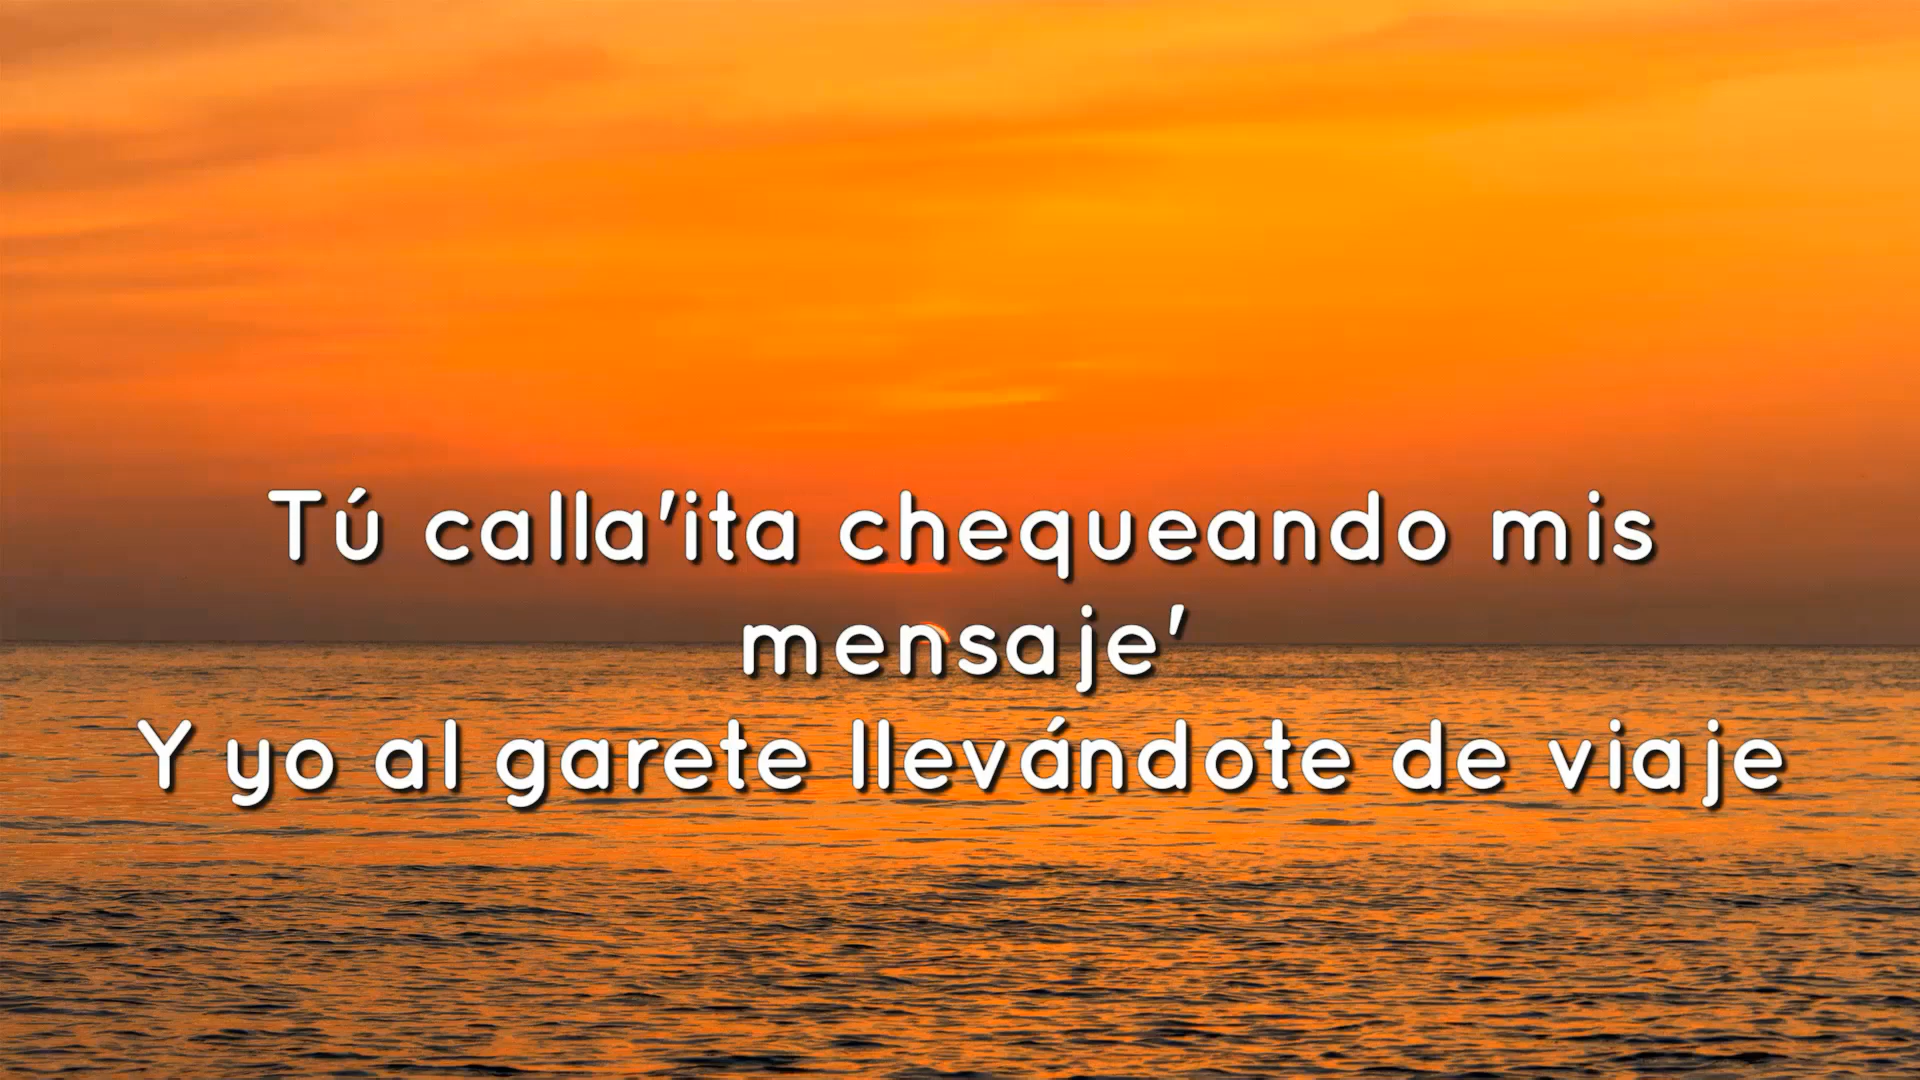 Tú calla'ita chequeando mis
mensaje'
Y yo al garete llevándote de viaje